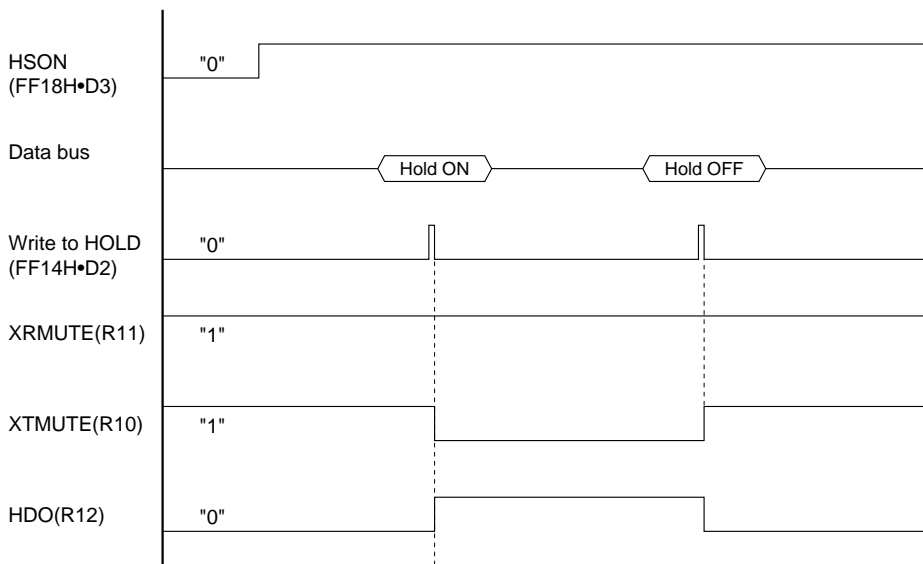 HSON
(FF18H•D3)
"0"
Data bus
Hold ON
Hold OFF
Write to HOLD
(FF14H•D2)
"0"
XRMUTE(R11)
"1"
XTMUTE(R10)
"1"
HDO(R12)
"0"